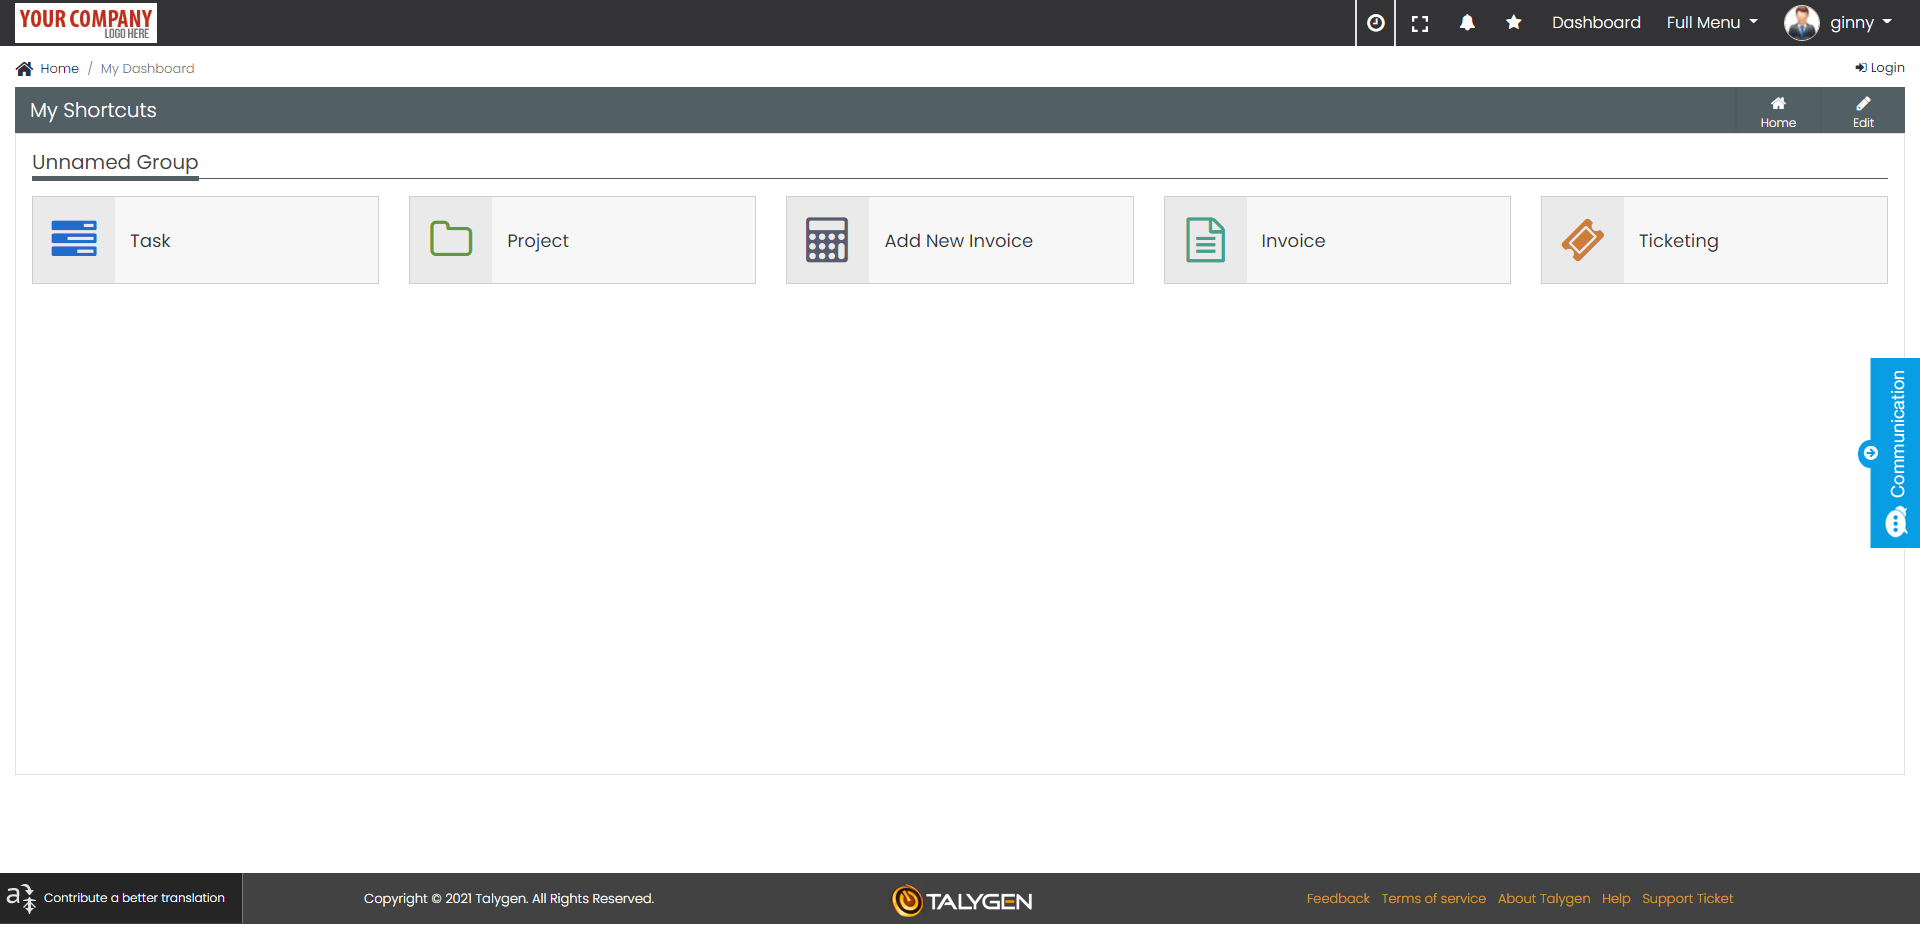 YOUR COMPANY
LOGO HERE
Dashboard
Full Menu
ginny
Home / My Dashboard
Login
My Shortcuts
Home
Edit
Unnamed Group
Task
Project
Add New Invoice
Invoice
Ticketing
Communication
Contribute a better translation
Copyright © 2021 Talygen. All Rights Reserved.
TALYGEN
Feedback
Terms of service
About Talygen
Help
Support Ticket